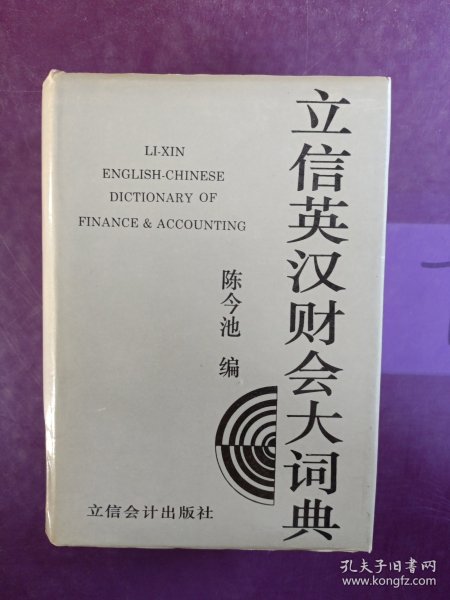 立信英汉财会大词典
LI-XIN
ENGLISH-CHINESE
DICTIONARY OF
FINANCE & ACCOUNTING
陈今池 编
立信会计出版社
孔夫子旧书网
www.kongfz.com